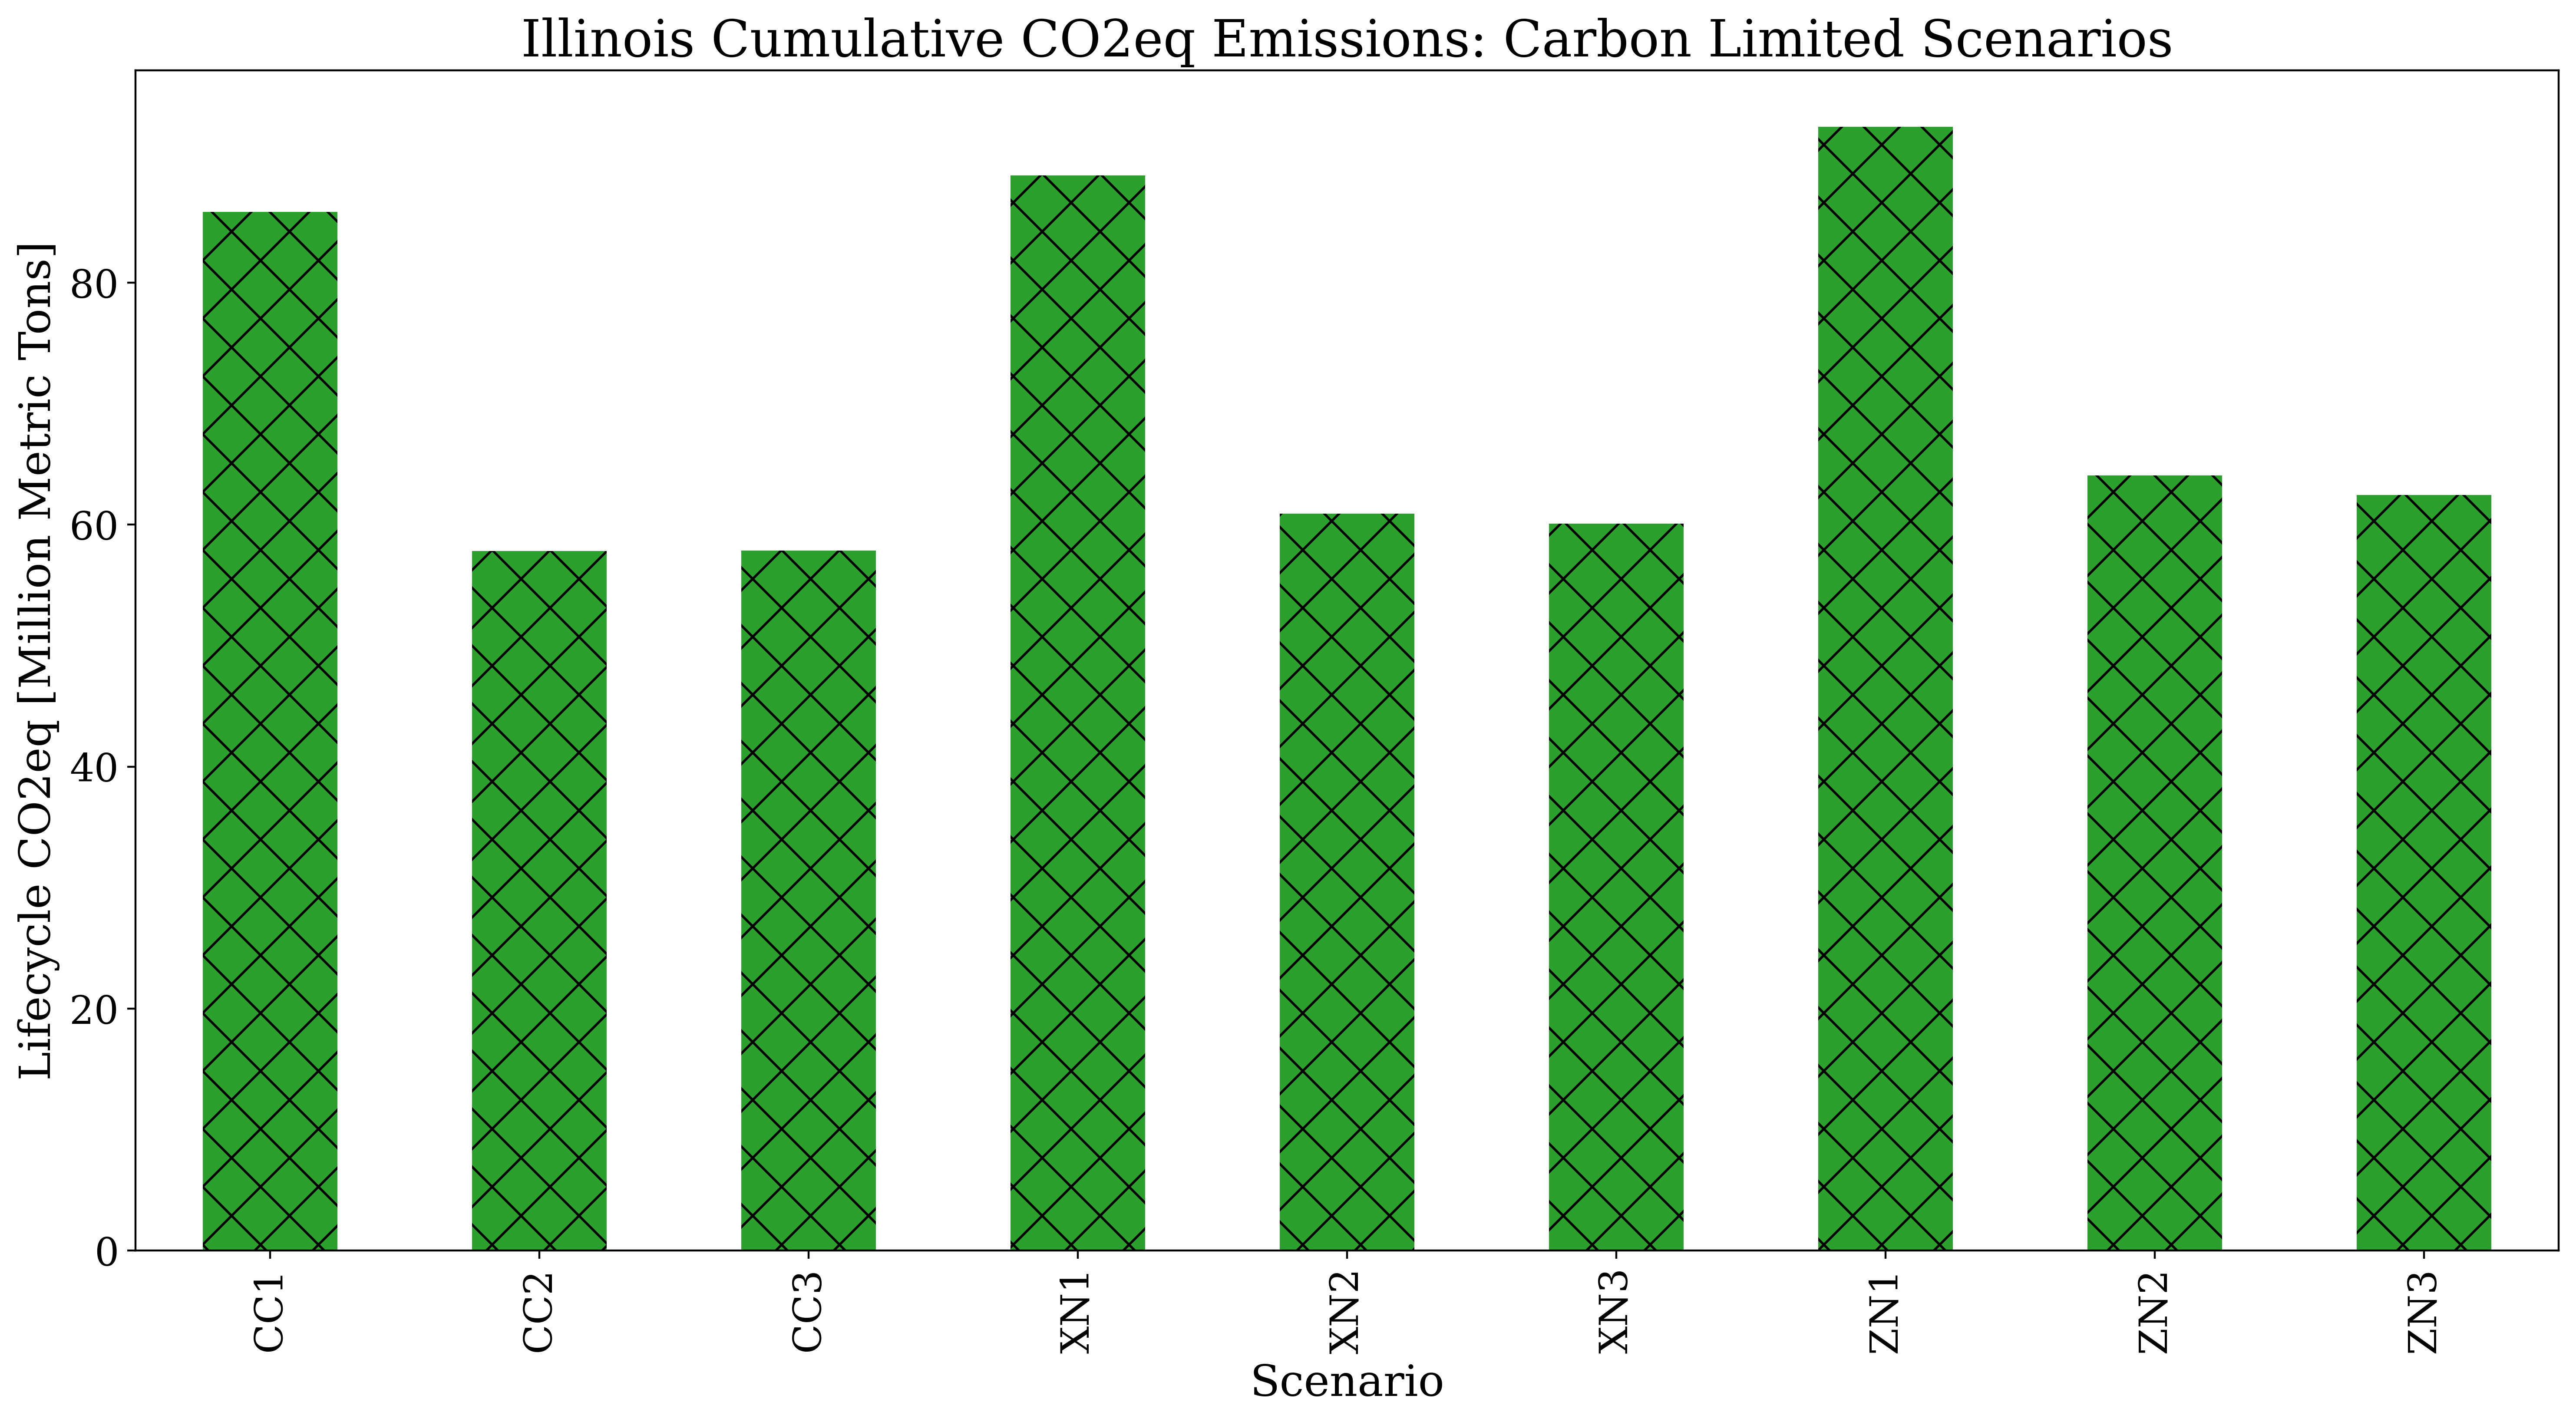 Illinois Cumulative CO2eq Emissions: Carbon Limited Scenarios
Lifecycle CO2eq [Million Metric Tons]
80
60
40
20
0
CC1
CC2
CC3
XN1
XN2
XN3
ZN1
ZN2
ZN3
Scenario